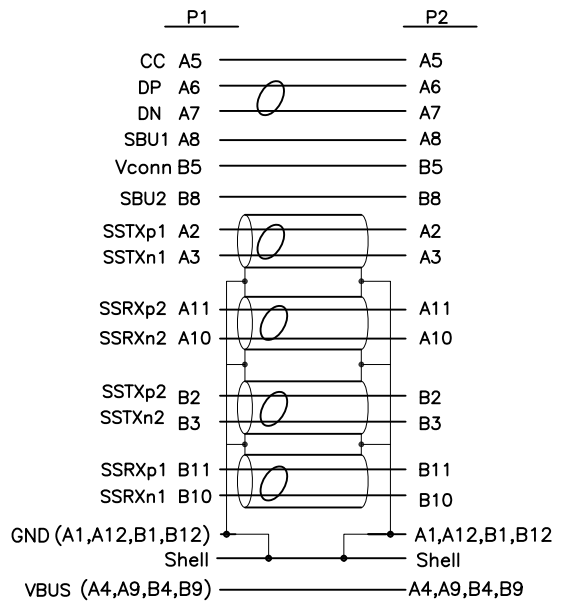 P1 P2
CC A5 A5
DP A6 A6
DN A7 A7
SBU1 A8 A8
Vconn B5 B5
SBU2 B8 B8
SSTXp1 A2 A2
SSTXn1 A3 A3
SSRXp2 A11 A11
SSRXn2 A10 A10
SSTXp2 B2 B2
SSTXn2 B3 B3
SSRXp1 B11 B11
SSRXn1 B10 B10
GND (A1,A12,B1,B12) A1,A12,B1,B12
Shell Shell
VBUS (A4,A9,B4,B9) A4,A9,B4,B9